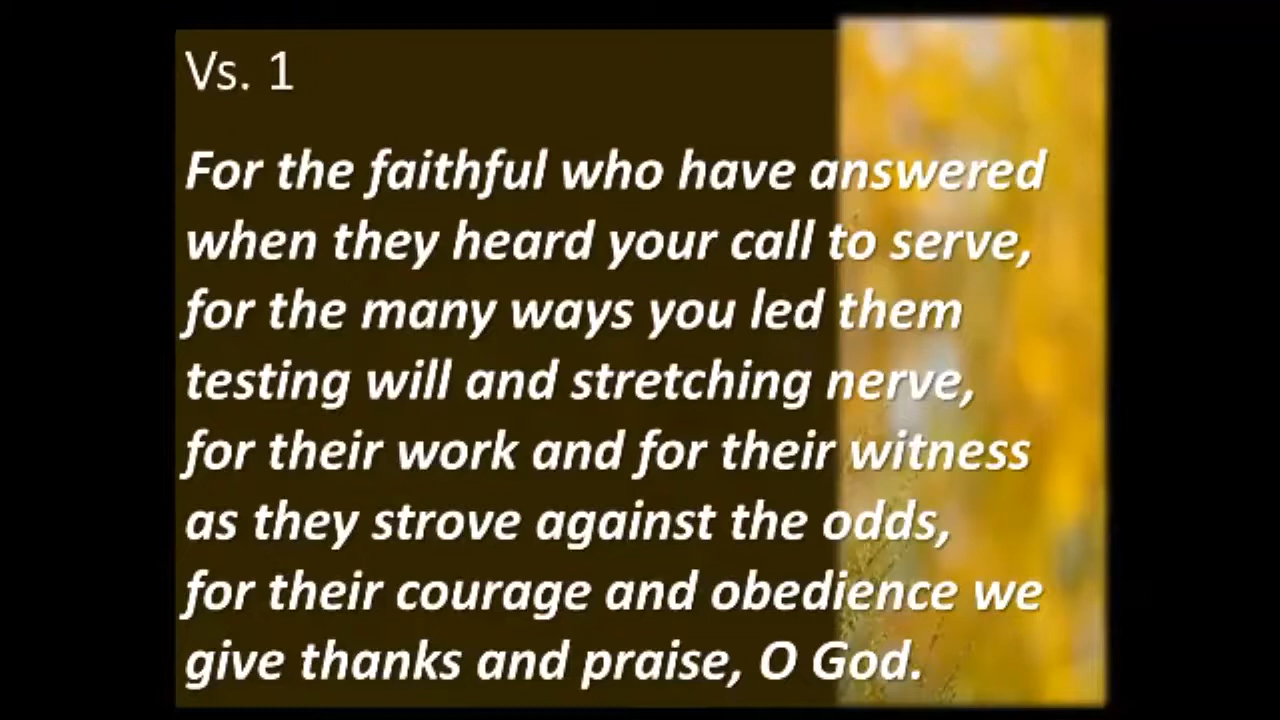 Vs. 1
For the faithful who have answered
when they heard your call to serve,
for the many ways you led them
testing will and stretching nerve,
for their work and for their witness
as they strove against the odds,
for their courage and obedience we
give thanks and praise, O God.